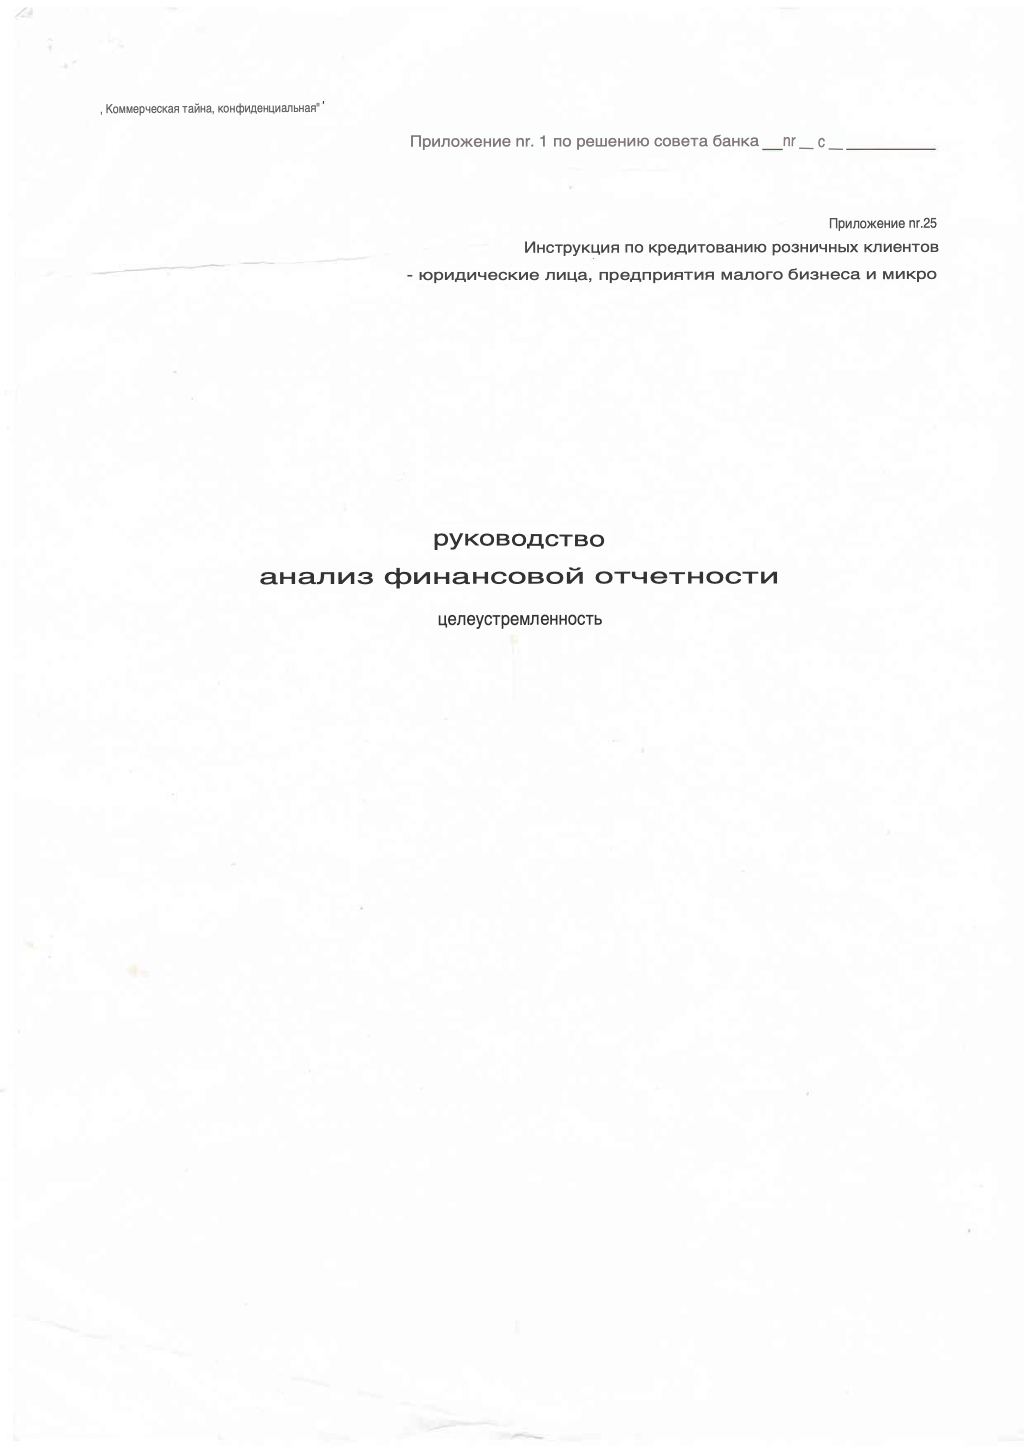 , Коммерческая тайна, конфиденциальная" '
Приложение nr. 1 по решению совета банка __nr __ с __ __________
Приложение nr.25
Инструкция по кредитованию розничных клиентов
- юридические лица, предприятия малого бизнеса и микро
руководство
анализ финансовой отчетности
целеустремленность